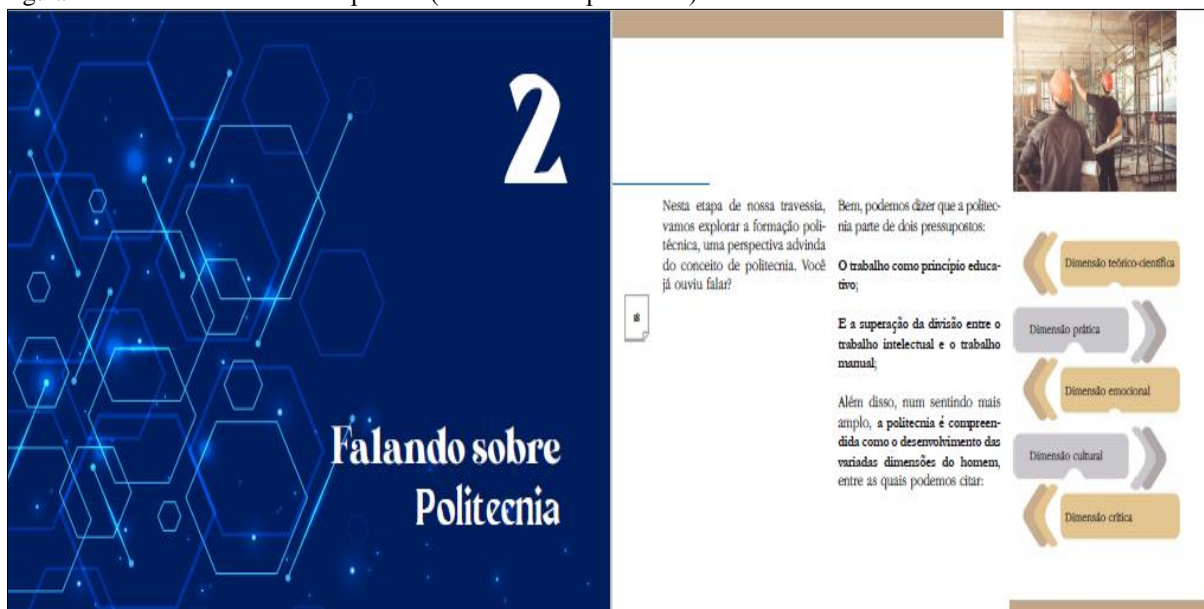 2
Falando sobre
Politecnia
Nesta etapa de nossa travessia,
vamos explorar a formação poli-
técnica, uma perspectiva advinda
do conceito de politecnia. Você
já ouviu falar?
18
Bem, podemos dizer que a politec-
nia parte de dois pressupostos:
O trabalho como princípio educa-
tivo;
E a superação da divisão entre o
trabalho intelectual e o trabalho
manual;
Além disso, num sentindo mais
amplo, a politecnia é compreen-
dida como o desenvolvimento das
variadas dimensões do homem,
entre as quais podemos citar:
Dimensão teórico-científica
Dimensão prática
Dimensão emocional
Dimensão cultural
Dimensão crítica